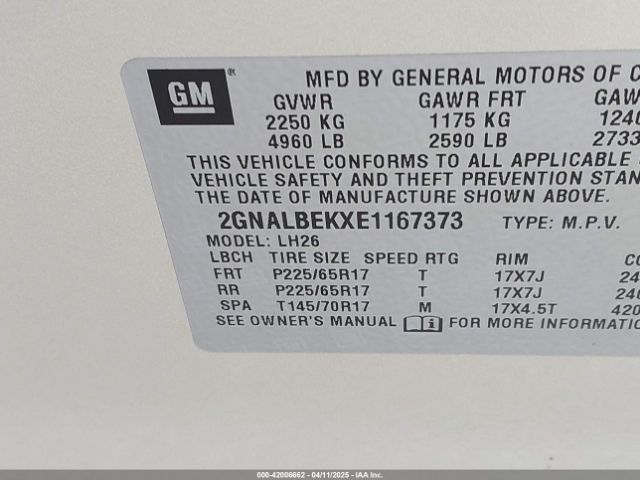 GM ®
MFD BY GENERAL MOTORS OF C
GVWR GAWR FRT GAW
2250 KG 1175 KG 1240
4960 LB 2590 LB 2733
THIS VEHICLE CONFORMS TO ALL APPLICABLE
VEHICLE SAFETY AND THEFT PREVENTION STAN
THE DATE OF MANUFACTURE SHOWN ABOVE.
2GNALBEKXE1167373 TYPE: M.P.V.
MODEL: LH26
LBCH TIRE SIZE SPEED RTG RIM CO
FRT P225/65R17 T 17X7J 24
RR P225/65R17 T 17X7J 240
SPA T145/70R17 M 17X4.5T 420
SEE OWNER'S MANUAL FOR MORE INFORMATIO
000-42006662 - 04/11/2025 - IAA Inc.